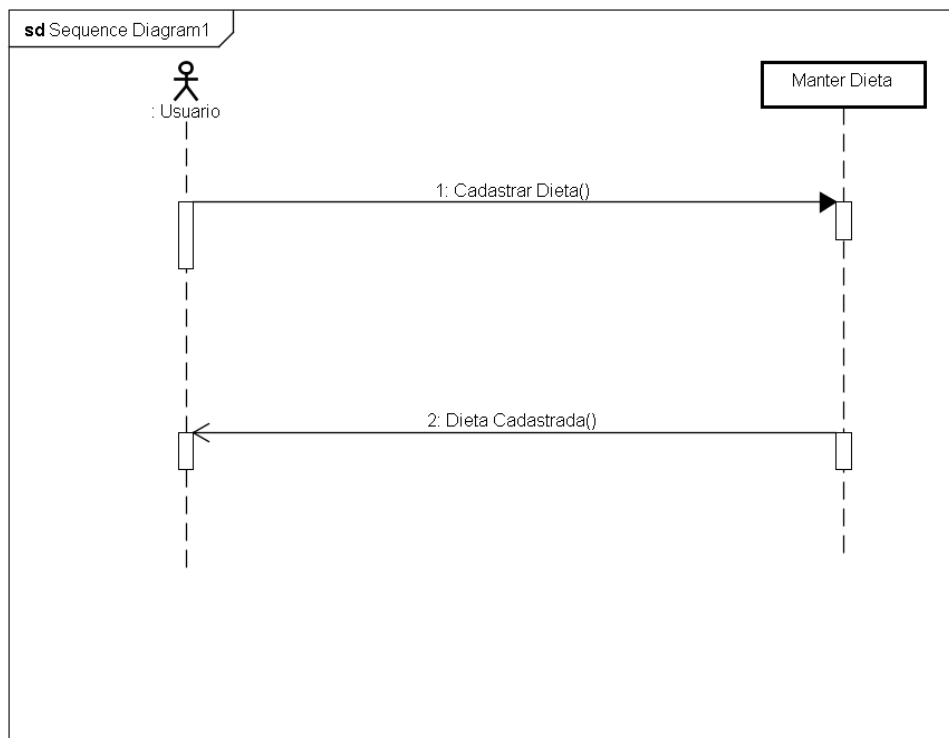 sd Sequence Diagram1
: Usuario
Manter Dieta
1: Cadastrar Dieta()
2: Dieta Cadastrada()